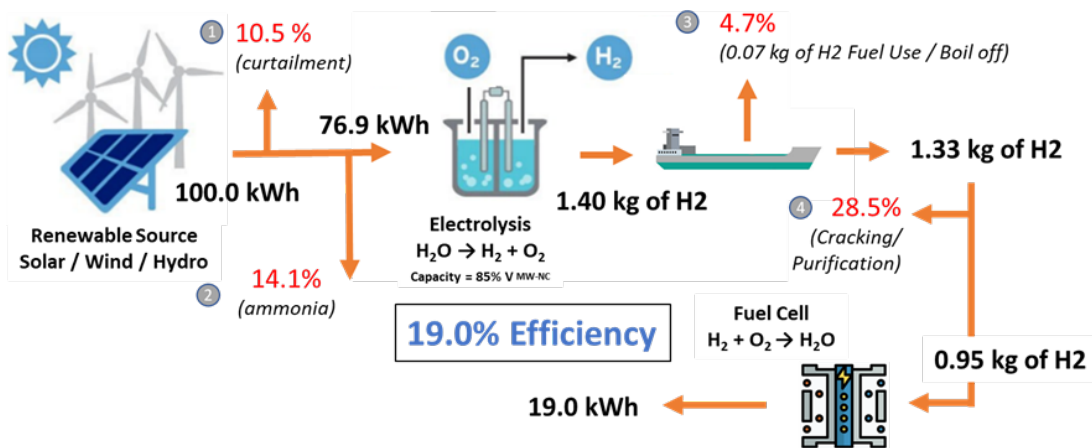 1
10.5 %
(curtailment)
O2
H2
3
4.7%
(0.07 kg of H2 Fuel Use / Boil off)
76.9 kWh
100.0 kWh
1.40 kg of H2
1.33 kg of H2
Renewable Source
Solar / Wind / Hydro
Electrolysis
H2O → H2 + O2
Capacity = 85% V MW-NC
4
28.5%
(Cracking/
Purification)
2
14.1%
(ammonia)
19.0% Efficiency
Fuel Cell
H2 + O2 → H2O
0.95 kg of H2
19.0 kWh